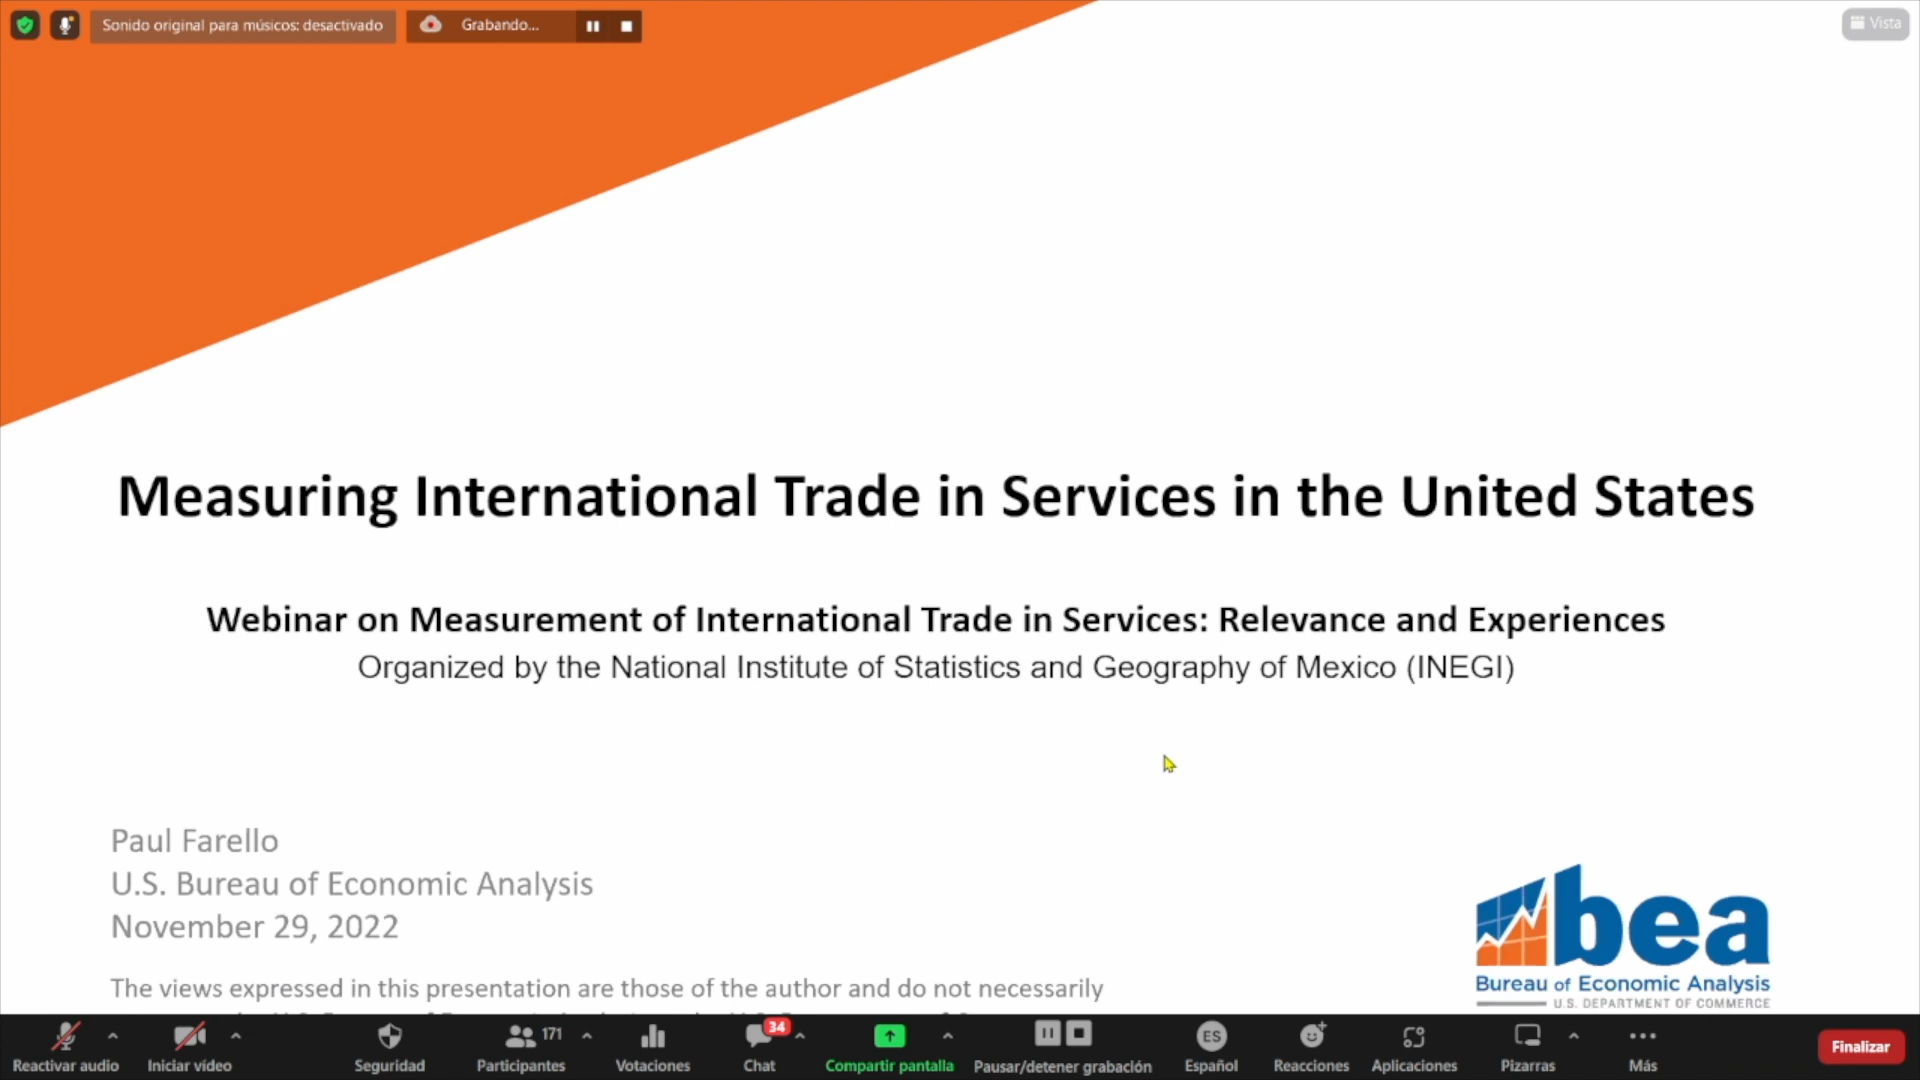 Sonido original para músicos: desactivado
Grabando...
Vista
Measuring International Trade in Services in the United States
Webinar on Measurement of International Trade in Services: Relevance and Experiences
Organized by the National Institute of Statistics and Geography of Mexico (INEGI)
Paul Farello
U.S. Bureau of Economic Analysis
November 29, 2022
The views expressed in this presentation are those of the author and do not necessarily
bea
Bureau of Economic Analysis
U.S. DEPARTMENT OF COMMERCE
171
34
ES
Reactivar audio
Iniciar vídeo
Seguridad
Participantes
Votaciones
Chat
Compartir pantalla
Pausar/detener grabación
Español
Reacciones
Aplicaciones
Pizarras
Más
Finalizar